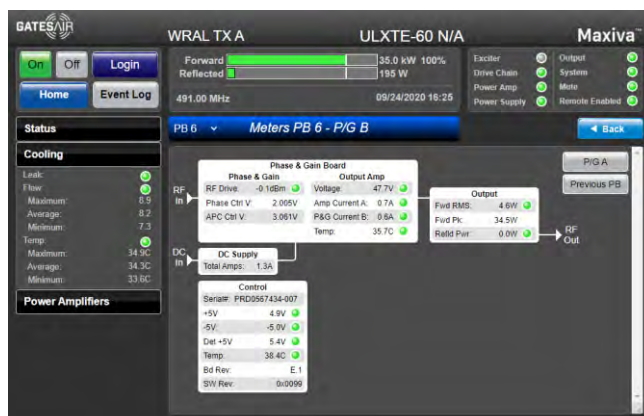 GATESAIR
WRAL TX A
ULXTE-60 N/A
Maxiva
On
Off
Login
Home
Event Log
Forward
35.0 kW 100%
Reflected
195 W
491.00 MHz
09/24/2020 16:25
Exciter
Drive Chain
Power Amp
Power Supply
Output
System
Mute
Remote Enabled
Status
PB 6
Meters PB 6 - P/G B
Back
Cooling
Leak:
Flow:
Maximum: 8.9
Average: 8.2
Minimum: 7.3
Temp:
Maximum: 34.9C
Average: 34.3C
Minimum: 33.6C
Power Amplifiers
P/G A
Previous PB
RF In
Phase & Gain Board
Phase & Gain
RF Drive: -0.1dBm
Phase Ctrl V: 2.005V
APC Ctrl V: 3.061V
Output Amp
Voltage: 47.7V
Amp Current A: 0.7A
P&G Current B: 0.6A
Temp: 35.7C
Output
Fwd RMS: 4.6W
Fwd Pk: 34.5W
Refld Pwr: 0.0W
RF Out
DC In
DC Supply
Total Amps: 1.3A
Control
Serial#: PRD0567434-007
+5V 4.9V
-5V: -5.0V
Det +5V 5.4V
Temp: 38.4C
Bd Rev: E.1
SW Rev: 0x0099